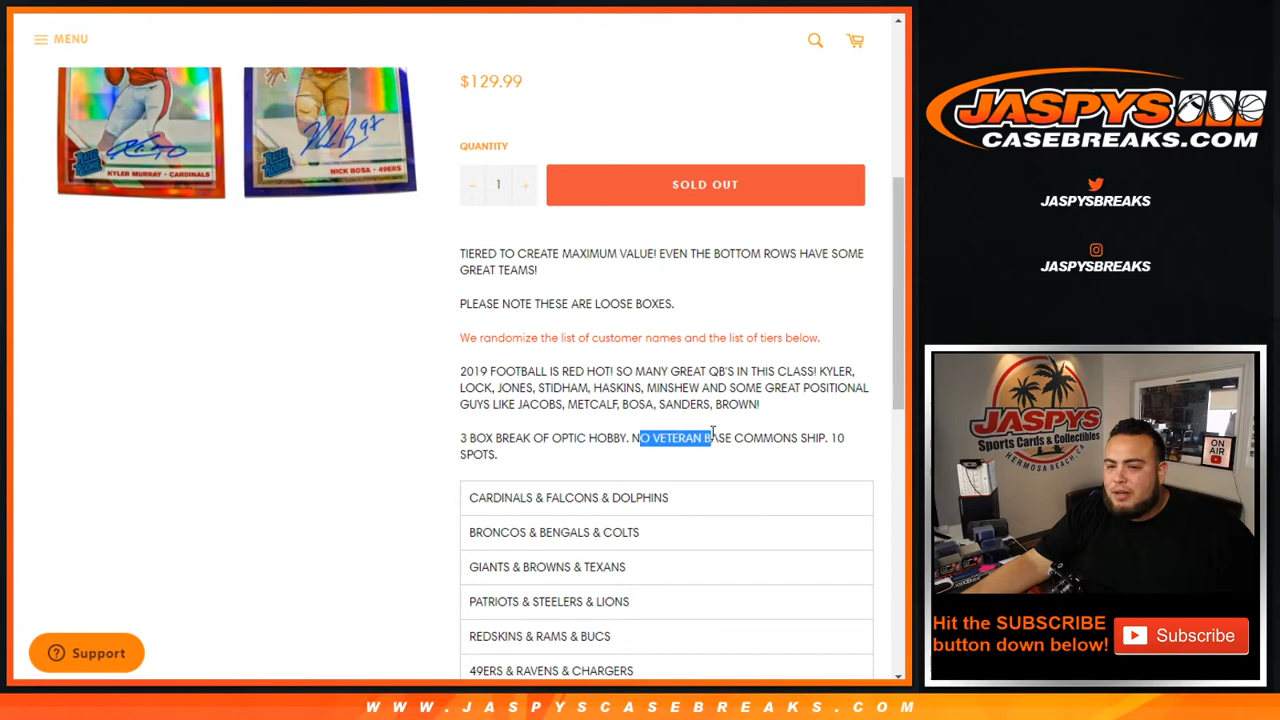 MENU
$129.99
QUANTITY
1
SOLD OUT
KYLER MURRAY • CARDINALS
NICK BOSA • 49ERS
TIERED TO CREATE MAXIMUM VALUE! EVEN THE BOTTOM ROWS HAVE SOME
GREAT TEAMS!
PLEASE NOTE THESE ARE LOOSE BOXES.
We randomize the list of customer names and the list of tiers below.
2019 FOOTBALL IS RED HOT! SO MANY GREAT QB'S IN THIS CLASS! KYLER,
LOCK, JONES, STIDHAM, HASKINS, MINSHEW AND SOME GREAT POSITIONAL
GUYS LIKE JACOBS, METCALF, BOSA, SANDERS, BROWN!
3 BOX BREAK OF OPTIC HOBBY. NO VETERAN BASE COMMONS SHIP. 10
SPOTS.
CARDINALS & FALCONS & DOLPHINS
BRONCOS & BENGALS & COLTS
GIANTS & BROWNS & TEXANS
PATRIOTS & STEELERS & LIONS
REDSKINS & RAMS & BUCS
49ERS & RAVENS & CHARGERS
Support
JASPYS
CASEBREAKS.COM
JASPYSBREAKS
JASPYSBREAKS
JASPYS
Sports Cards & Collectibles
HERMOSA BEACH, CA
ON AIR
Hit the SUBSCRIBE
button down below!
Subscribe
WWW.JASPYSCASEBREAKS.COM